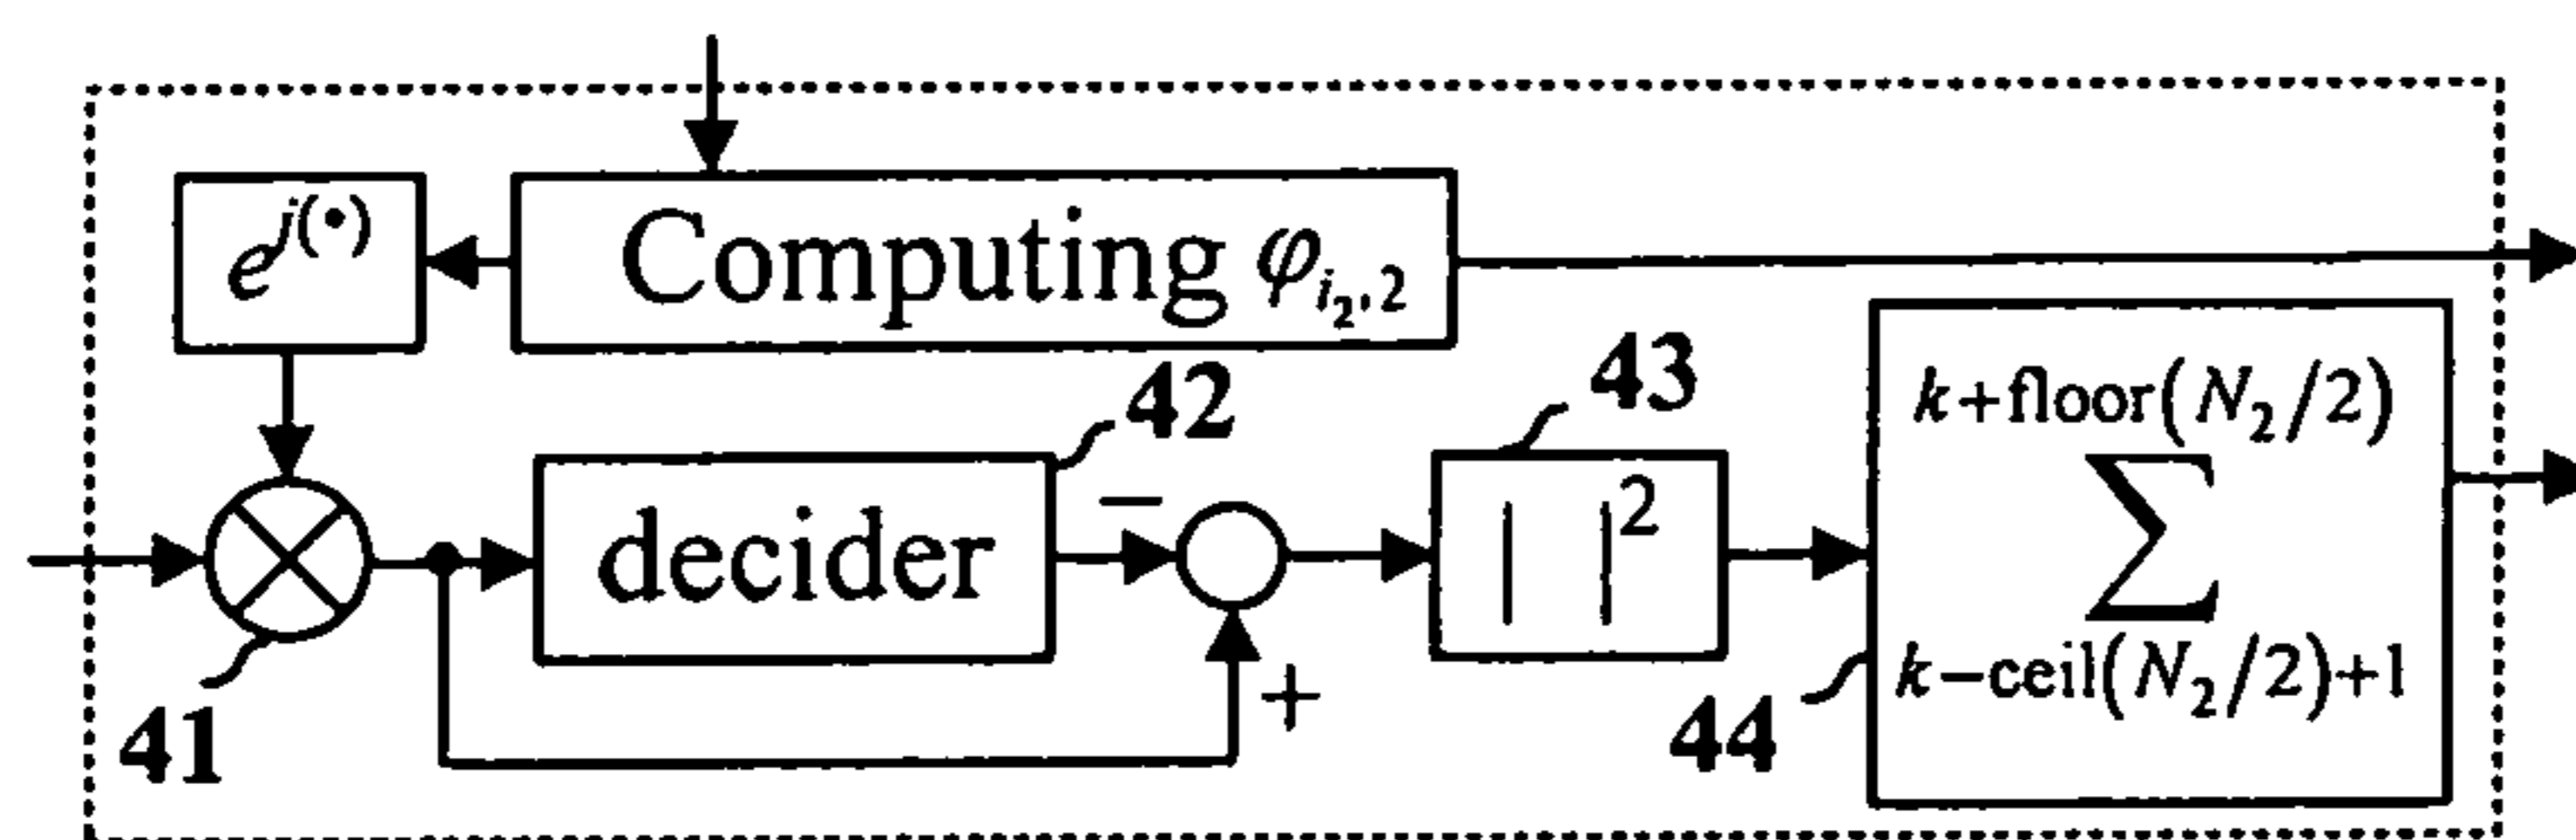 e^{j(•)}
Computing φ_{i_2,2}
42
43
k+floor(N_2/2)
−
decider
| |^2
∑
+
k−ceil(N_2/2)+1
41
44